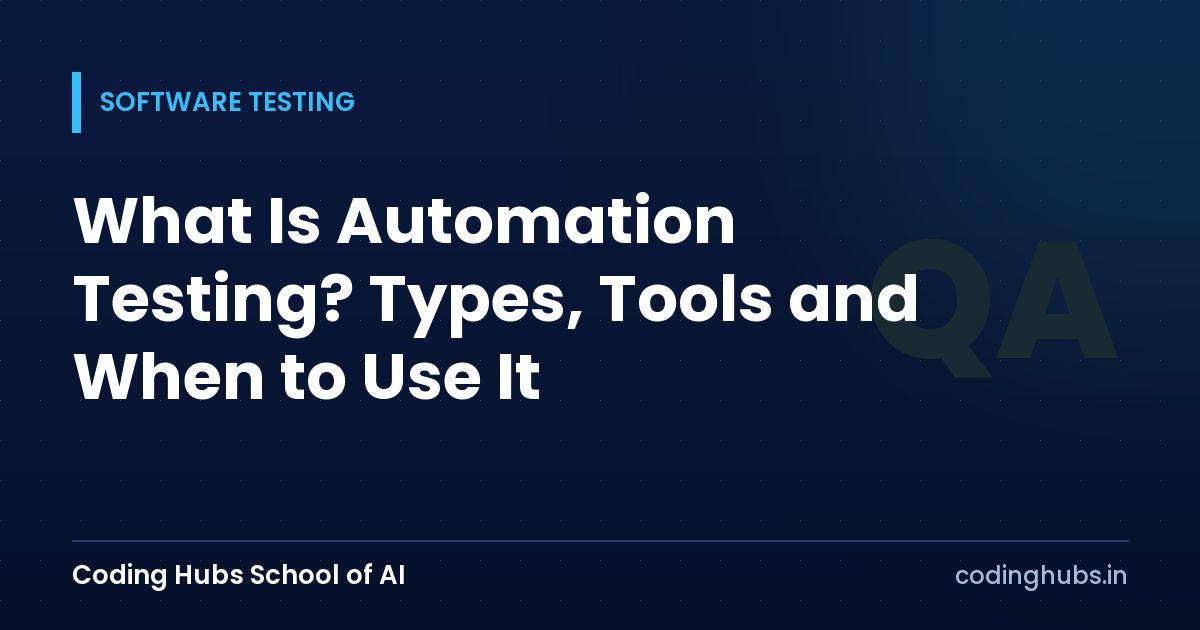 SOFTWARE TESTING
What Is Automation
Testing? Types, Tools and
When to Use It
QA
Coding Hubs School of AI
codinghubs.in